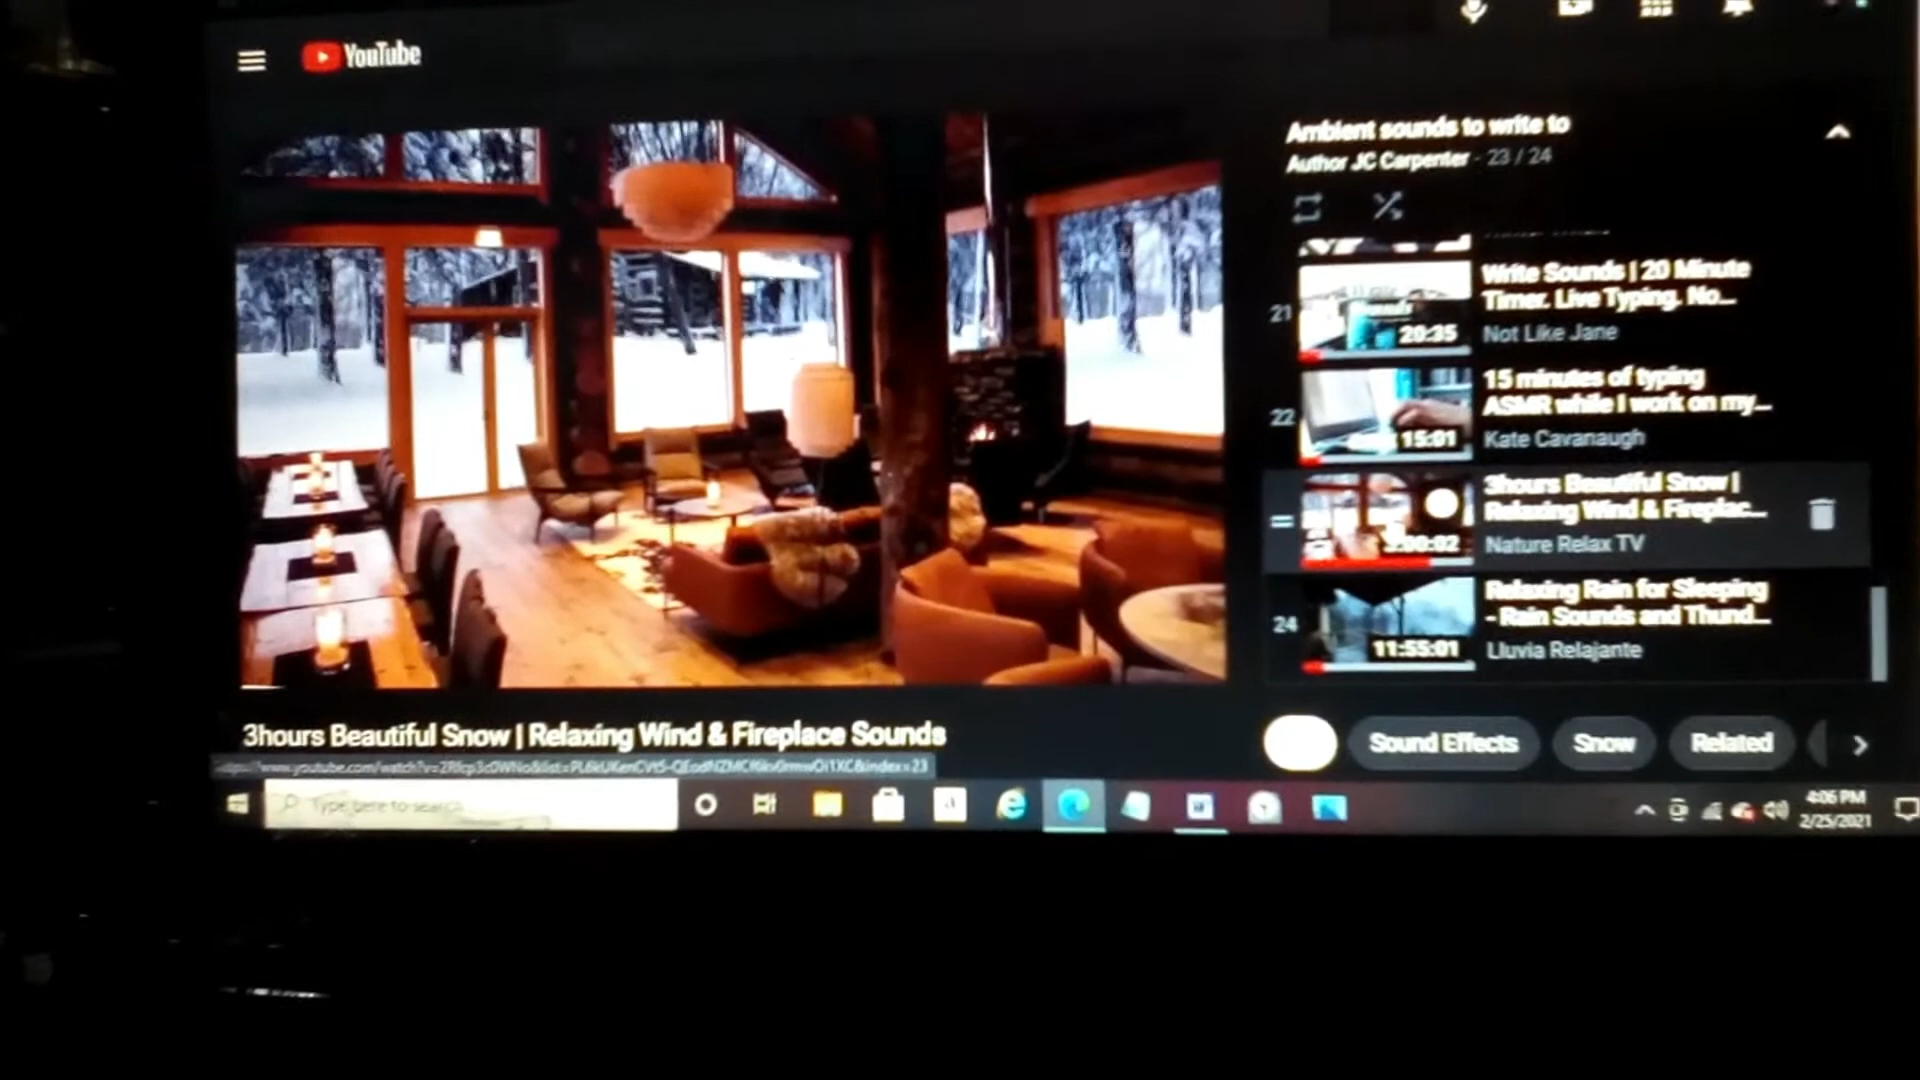 YouTube
Ambient sounds to write to
Author JC Carpenter - 23 / 24
21
Write Sounds | 20 Minute
Timer. Live Typing. No...
20:35
Not Like Jane
22
15 minutes of typing
ASMR while I work on my...
15:01
Kate Cavanaugh
3hours Beautiful Snow |
Relaxing Wind & Fireplac...
Nature Relax TV
24
Relaxing Rain for Sleeping
- Rain Sounds and Thund...
11:55:01
Lluvia Relajante
3hours Beautiful Snow | Relaxing Wind & Fireplace Sounds
Sound Effects
Snow
Related
Type here to search
4:06 PM
2/25/2021